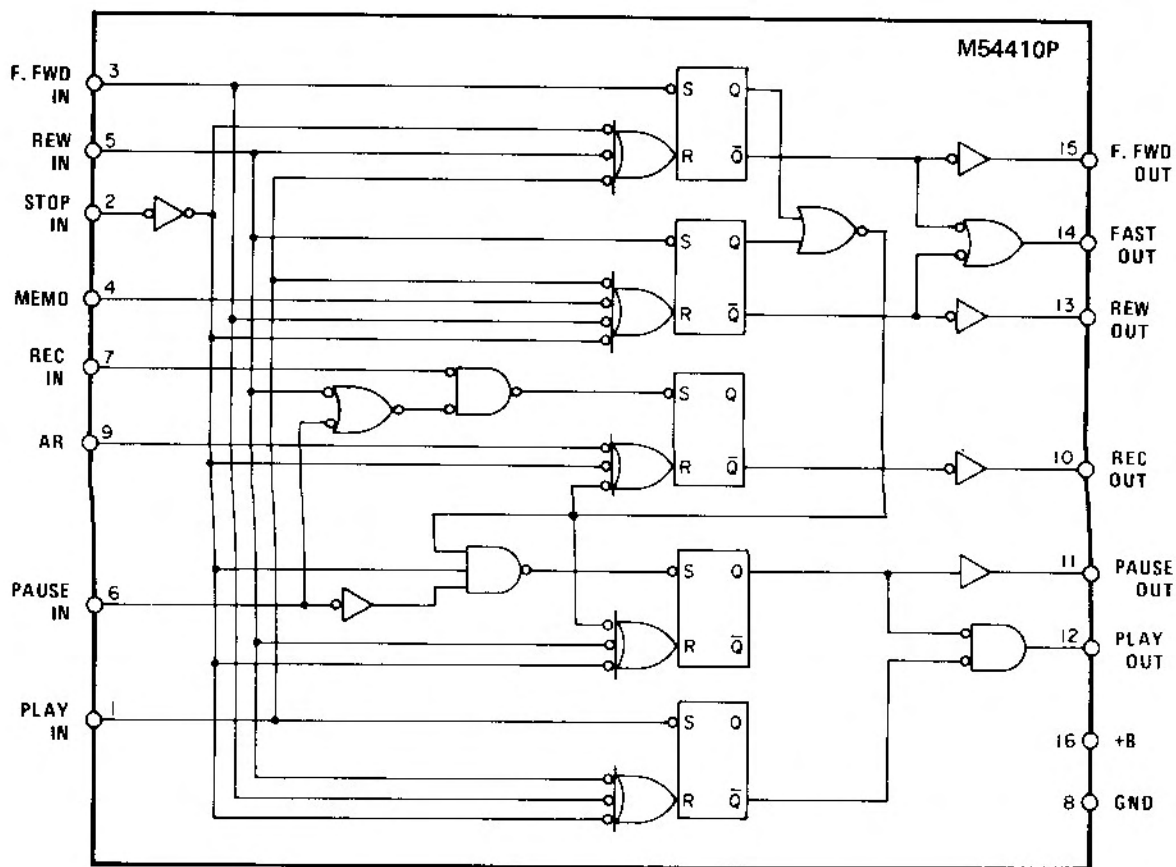 M54410P
F. FWD
IN
3
REW
IN
5
STOP
IN
2
MEMO
4
REC
IN
7
AR
9
PAUSE
IN
6
PLAY
IN
1
S Q
R Q̅
S Q
R Q̅
S Q
R Q̅
S Q
R Q̅
S Q
R Q̅
15
F. FWD
OUT
14
FAST
OUT
13
REW
OUT
10
REC
OUT
11
PAUSE
OUT
12
PLAY
OUT
16
+B
8
GND